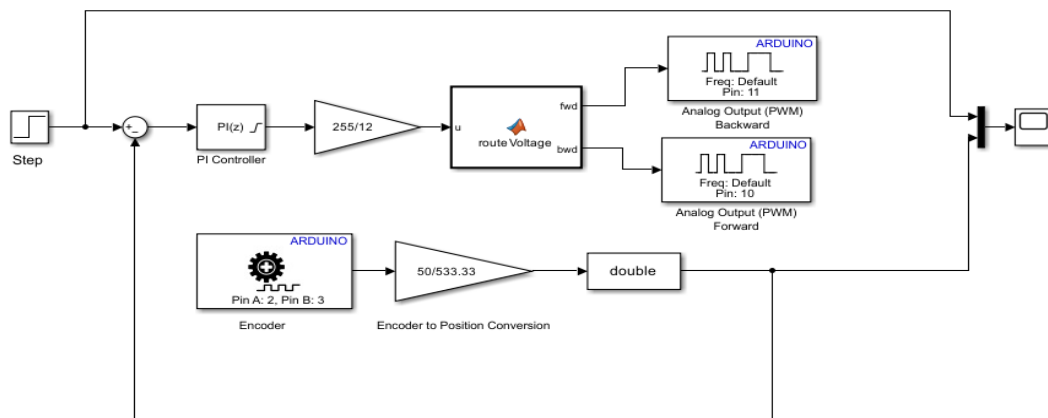 ARDUINO
Freq: Default
Pin: 11
Analog Output (PWM)
Backward
Step
+
−
PI(z)
PI Controller
255/12
u
fwd
bwd
route Voltage
ARDUINO
Freq: Default
Pin: 10
Analog Output (PWM)
Forward
ARDUINO
Pin A: 2, Pin B: 3
Encoder
50/533.33
Encoder to Position Conversion
double